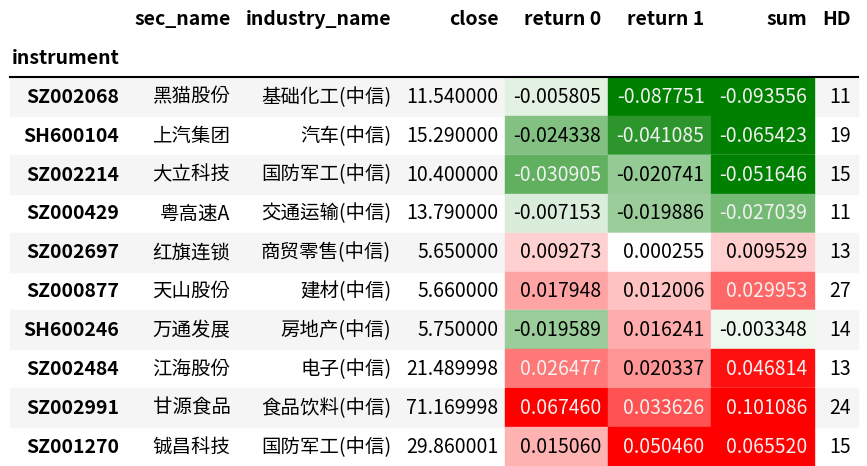 sec_name industry_name close return 0 return 1 sum HD
instrument
SZ002068 黑猫股份 基础化工(中信) 11.540000 -0.005805 -0.087751 -0.093556 11
SH600104 上汽集团 汽车(中信) 15.290000 -0.024338 -0.041085 -0.065423 19
SZ002214 大立科技 国防军工(中信) 10.400000 -0.030905 -0.020741 -0.051646 15
SZ000429 粤高速A 交通运输(中信) 13.790000 -0.007153 -0.019886 -0.027039 11
SZ002697 红旗连锁 商贸零售(中信) 5.650000 0.009273 0.000255 0.009529 13
SZ000877 天山股份 建材(中信) 5.660000 0.017948 0.012006 0.029953 27
SH600246 万通发展 房地产(中信) 5.750000 -0.019589 0.016241 -0.003348 14
SZ002484 江海股份 电子(中信) 21.489998 0.026477 0.020337 0.046814 13
SZ002991 甘源食品 食品饮料(中信) 71.169998 0.067460 0.033626 0.101086 24
SZ001270 铖昌科技 国防军工(中信) 29.860001 0.015060 0.050460 0.065520 15